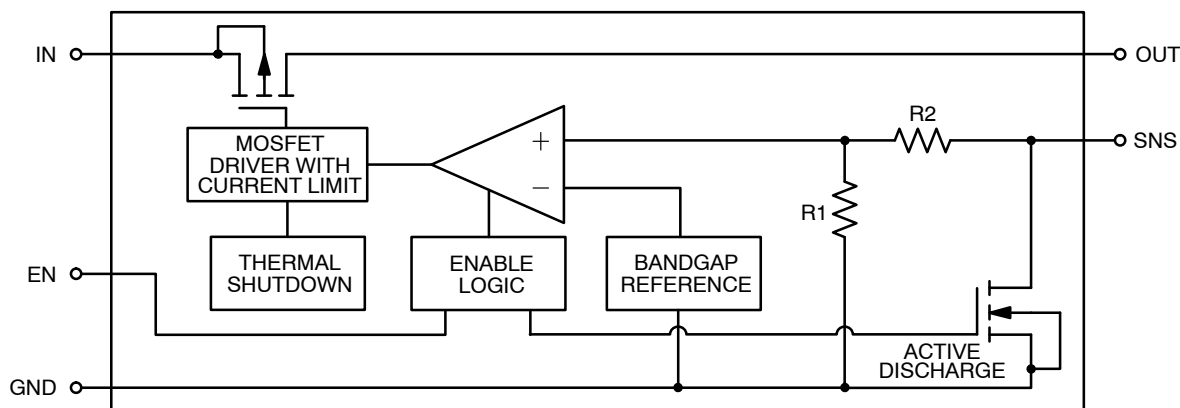 IN
OUT
R2
SNS
MOSFET
DRIVER WITH
CURRENT LIMIT
+
−
R1
THERMAL
SHUTDOWN
ENABLE
LOGIC
BANDGAP
REFERENCE
EN
ACTIVE
DISCHARGE
GND